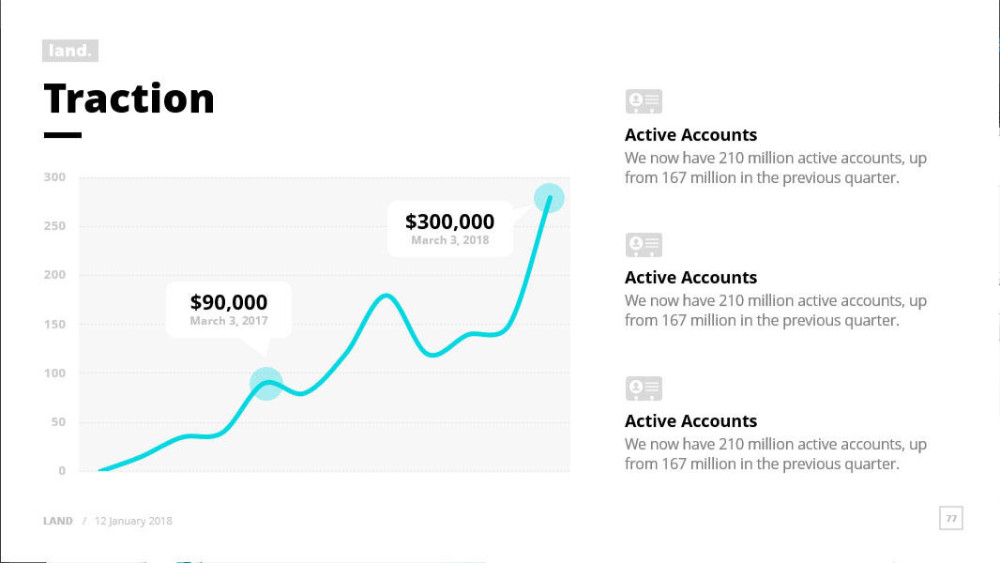 land.
Traction
300
250
200
150
100
50
0
$90,000
March 3, 2017
$300,000
March 3, 2018
Active Accounts
We now have 210 million active accounts, up
from 167 million in the previous quarter.
Active Accounts
We now have 210 million active accounts, up
from 167 million in the previous quarter.
Active Accounts
We now have 210 million active accounts, up
from 167 million in the previous quarter.
LAND / 12 January 2018
77